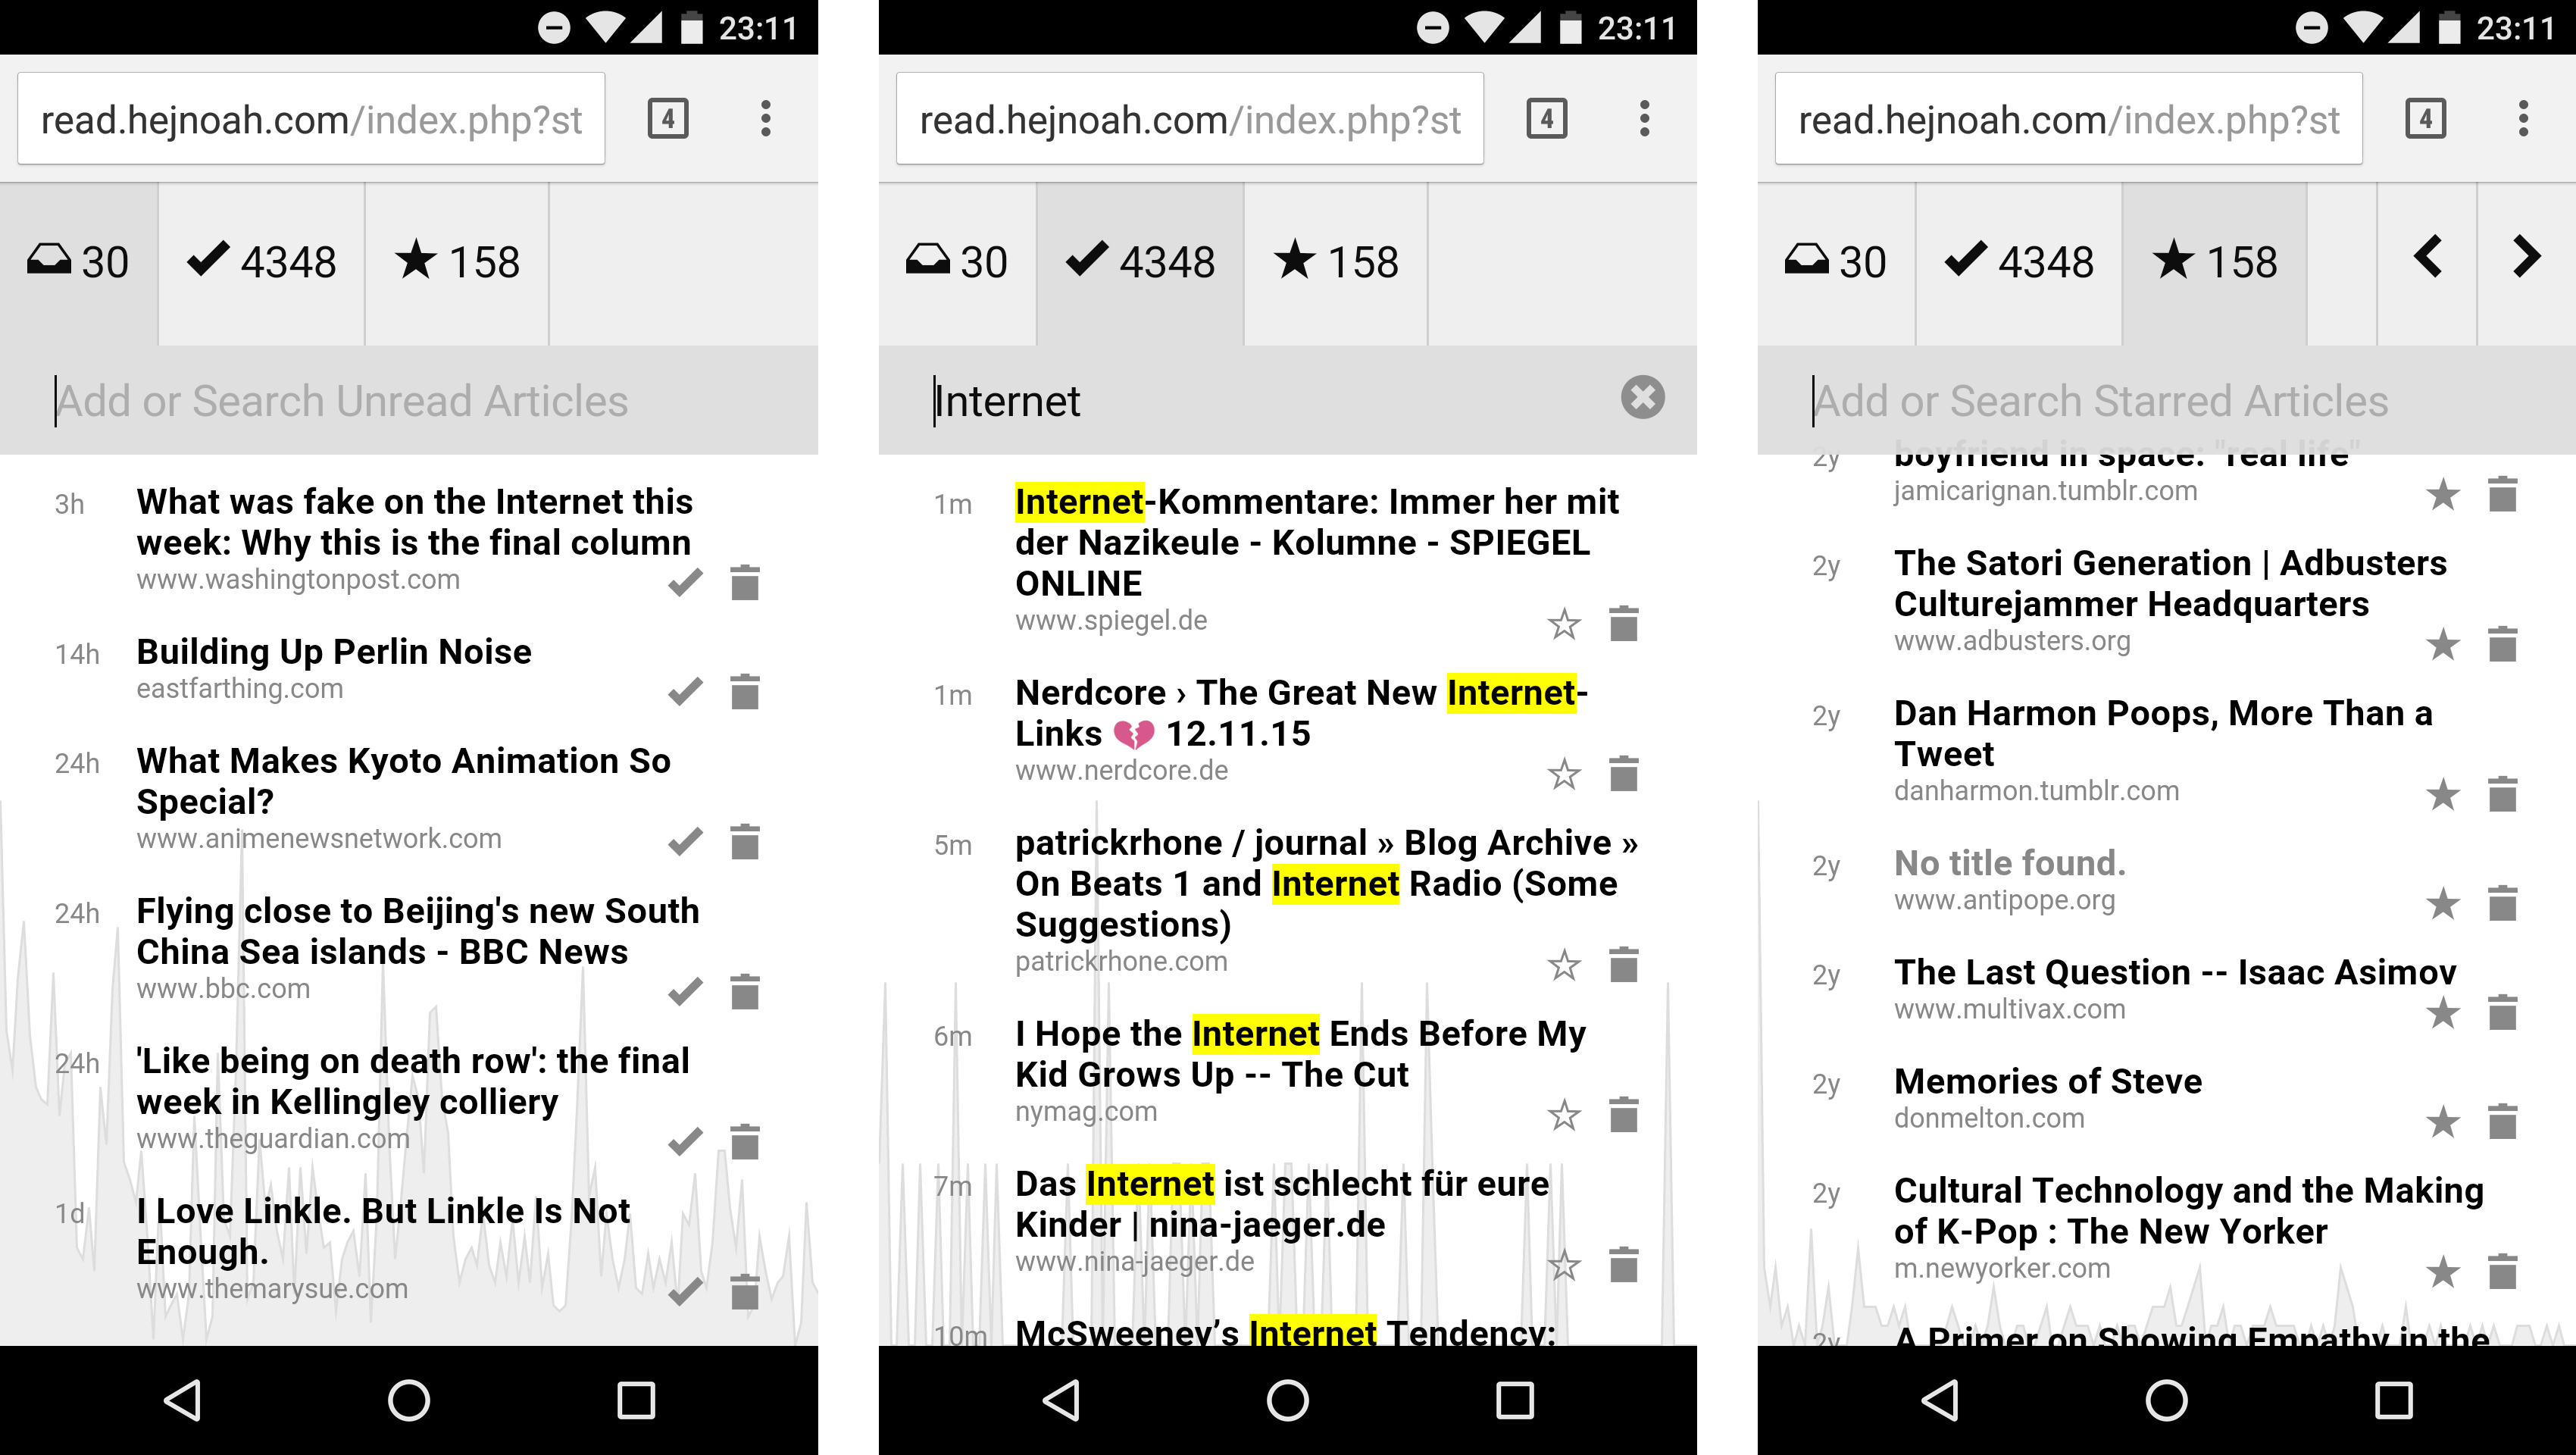 23:11
read.hejnoah.com/index.php?st
4
30
4348
158
Add or Search Unread Articles
3h
What was fake on the Internet this
week: Why this is the final column
www.washingtonpost.com
14h
Building Up Perlin Noise
eastfarthing.com
24h
What Makes Kyoto Animation So
Special?
www.animenewsnetwork.com
24h
Flying close to Beijing's new South
China Sea islands - BBC News
www.bbc.com
24h
'Like being on death row': the final
week in Kellingley colliery
www.theguardian.com
1d
I Love Linkle. But Linkle Is Not
Enough.
www.themarysue.com
23:11
read.hejnoah.com/index.php?st
4
30
4348
158
Internet
1m
Internet-Kommentare: Immer her mit
der Nazikeule - Kolumne - SPIEGEL
ONLINE
www.spiegel.de
1m
Nerdcore › The Great New Internet-
Links 💔 12.11.15
www.nerdcore.de
5m
patrickrhone / journal » Blog Archive »
On Beats 1 and Internet Radio (Some
Suggestions)
patrickrhone.com
6m
I Hope the Internet Ends Before My
Kid Grows Up -- The Cut
nymag.com
7m
Das Internet ist schlecht für eure
Kinder | nina-jaeger.de
www.nina-jaeger.de
10m
McSweeney’s Internet Tendency:
23:11
read.hejnoah.com/index.php?st
4
30
4348
158
Add or Search Starred Articles
2y
boyfriend in space: "real life"
jamicarignan.tumblr.com
2y
The Satori Generation | Adbusters
Culturejammer Headquarters
www.adbusters.org
2y
Dan Harmon Poops, More Than a
Tweet
danharmon.tumblr.com
2y
No title found.
www.antipope.org
2y
The Last Question -- Isaac Asimov
www.multivax.com
2y
Memories of Steve
donmelton.com
2y
Cultural Technology and the Making
of K-Pop : The New Yorker
m.newyorker.com
2y
A Primer on Showing Empathy in the